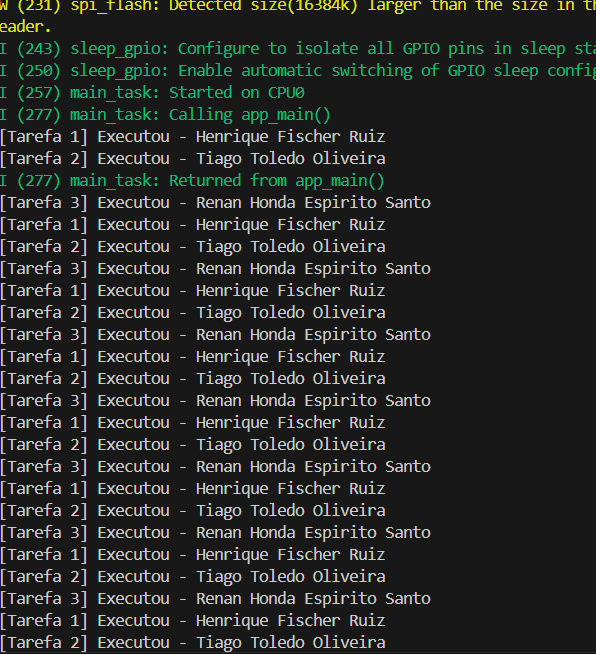 W (231) spi_flash: Detected size(16384k) larger than the size in th
eader.
I (243) sleep_gpio: Configure to isolate all GPIO pins in sleep sta
I (250) sleep_gpio: Enable automatic switching of GPIO sleep config
I (257) main_task: Started on CPU0
I (277) main_task: Calling app_main()
[Tarefa 1] Executou - Henrique Fischer Ruiz
[Tarefa 2] Executou - Tiago Toledo Oliveira
I (277) main_task: Returned from app_main()
[Tarefa 3] Executou - Renan Honda Espirito Santo
[Tarefa 1] Executou - Henrique Fischer Ruiz
[Tarefa 2] Executou - Tiago Toledo Oliveira
[Tarefa 3] Executou - Renan Honda Espirito Santo
[Tarefa 1] Executou - Henrique Fischer Ruiz
[Tarefa 2] Executou - Tiago Toledo Oliveira
[Tarefa 3] Executou - Renan Honda Espirito Santo
[Tarefa 1] Executou - Henrique Fischer Ruiz
[Tarefa 2] Executou - Tiago Toledo Oliveira
[Tarefa 3] Executou - Renan Honda Espirito Santo
[Tarefa 1] Executou - Henrique Fischer Ruiz
[Tarefa 2] Executou - Tiago Toledo Oliveira
[Tarefa 3] Executou - Renan Honda Espirito Santo
[Tarefa 1] Executou - Henrique Fischer Ruiz
[Tarefa 2] Executou - Tiago Toledo Oliveira
[Tarefa 3] Executou - Renan Honda Espirito Santo
[Tarefa 1] Executou - Henrique Fischer Ruiz
[Tarefa 2] Executou - Tiago Toledo Oliveira
[Tarefa 3] Executou - Renan Honda Espirito Santo
[Tarefa 1] Executou - Henrique Fischer Ruiz
[Tarefa 2] Executou - Tiago Toledo Oliveira